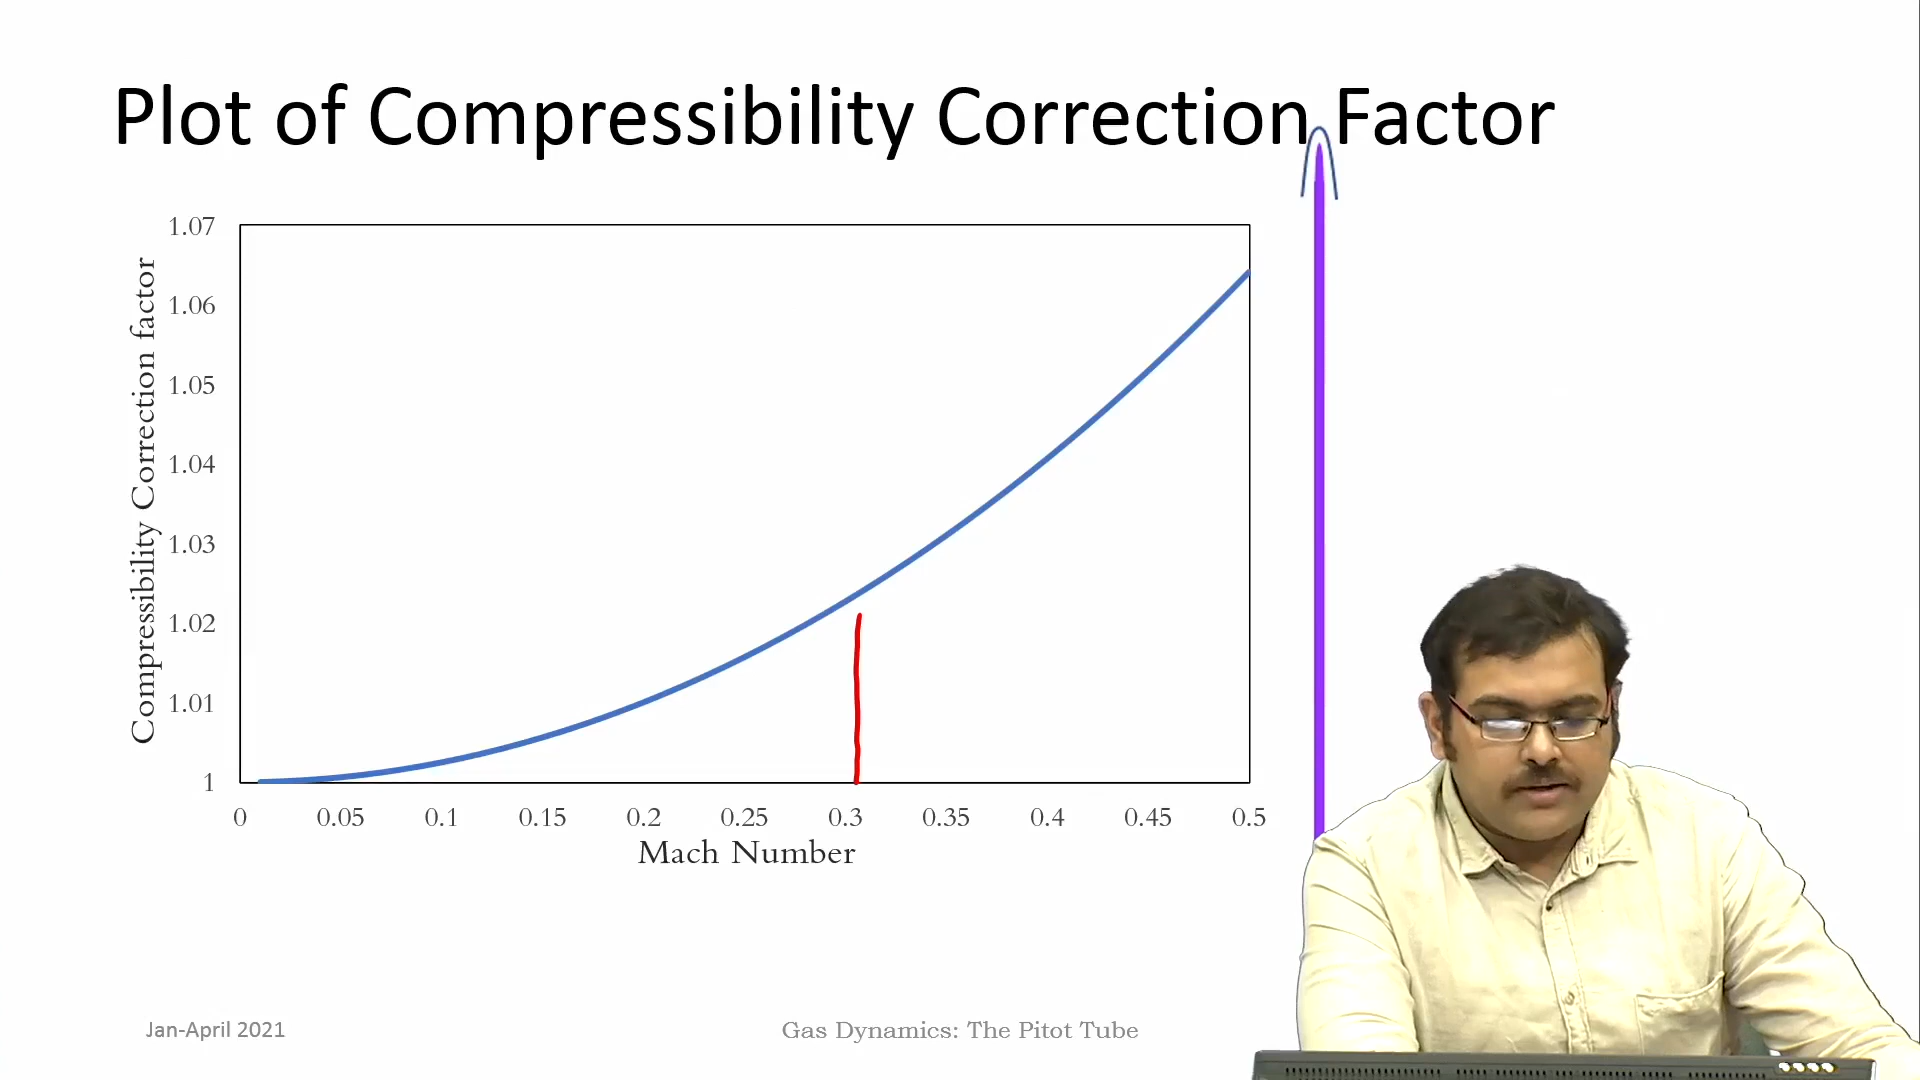 Plot of Compressibility Correction Factor
Compressibility Correction factor
1.07
1.06
1.05
1.04
1.03
1.02
1.01
1
0 0.05 0.1 0.15 0.2 0.25 0.3 0.35 0.4 0.45 0.5
Mach Number
Jan-April 2021
Gas Dynamics: The Pitot Tube